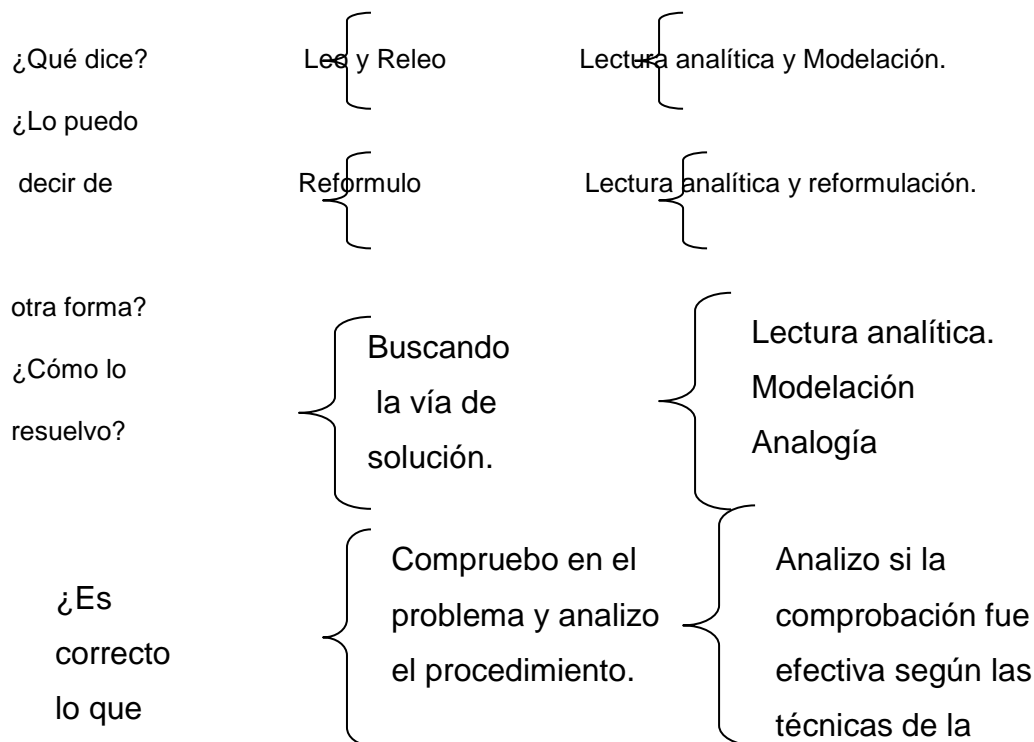 ¿Qué dice? Leo y Releo Lectura analítica y Modelación.
¿Lo puedo
decir de Reformulo Lectura analítica y reformulación.
otra forma?
¿Cómo lo
resuelvo?
Buscando
la vía de
solución.
Lectura analítica.
Modelación
Analogía
¿Es
correcto
lo que
Compruebo en el
problema y analizo
el procedimiento.
Analizo si la
comprobación fue
efectiva según las
técnicas de la